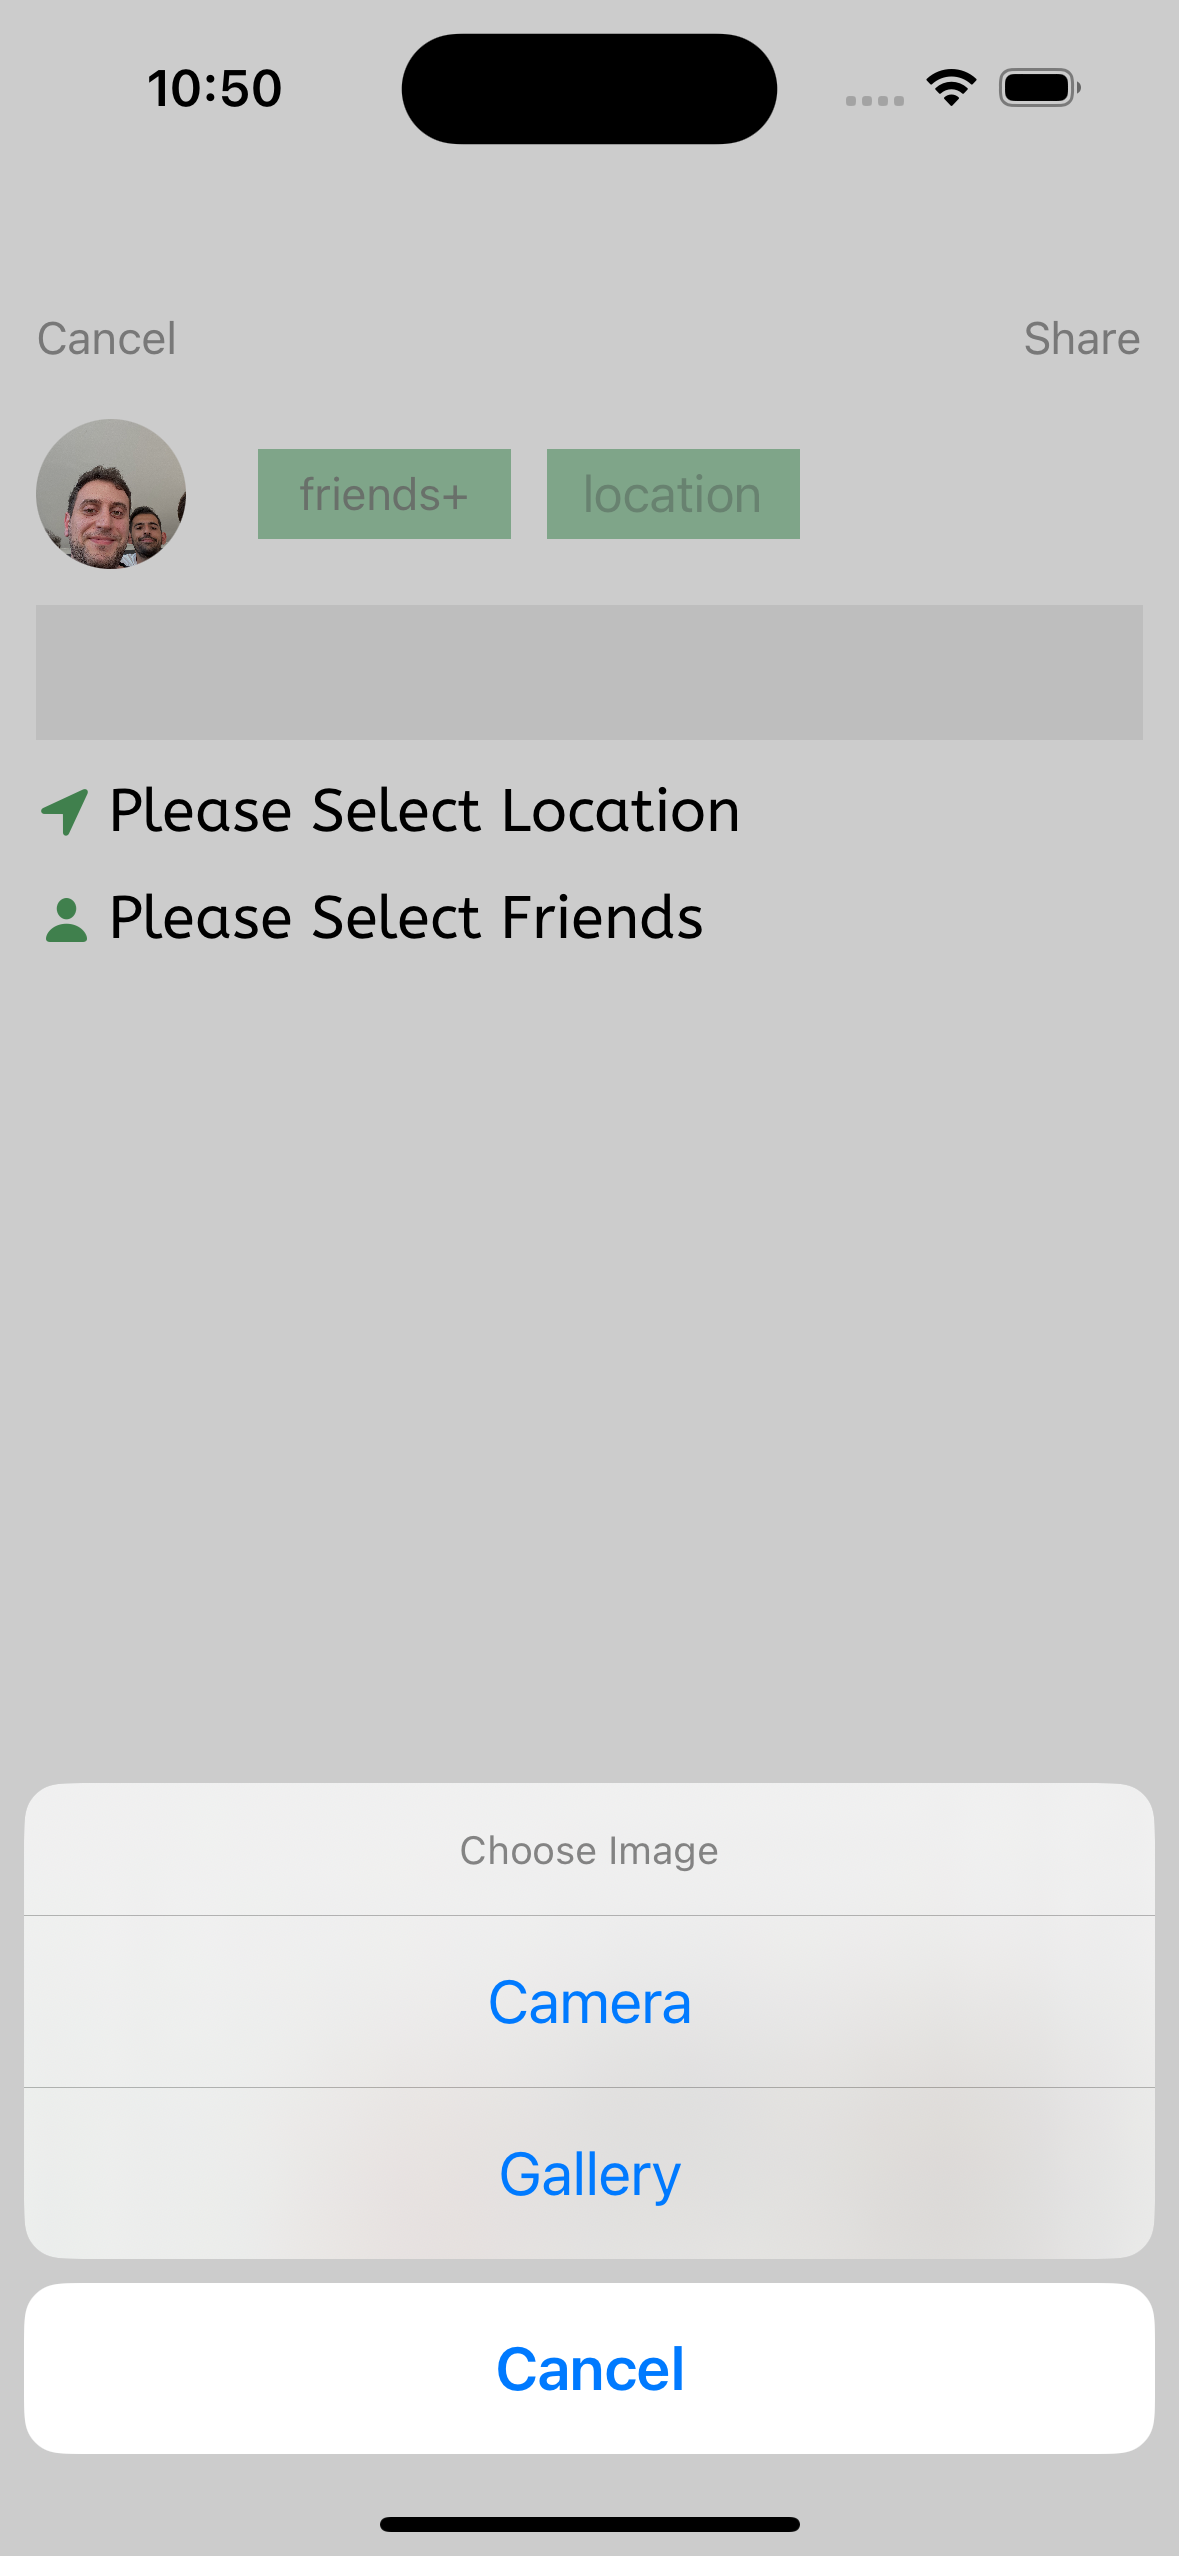 10:50
Cancel Share
friends+ location
Please Select Location
Please Select Friends
Choose Image
Camera
Gallery
Cancel